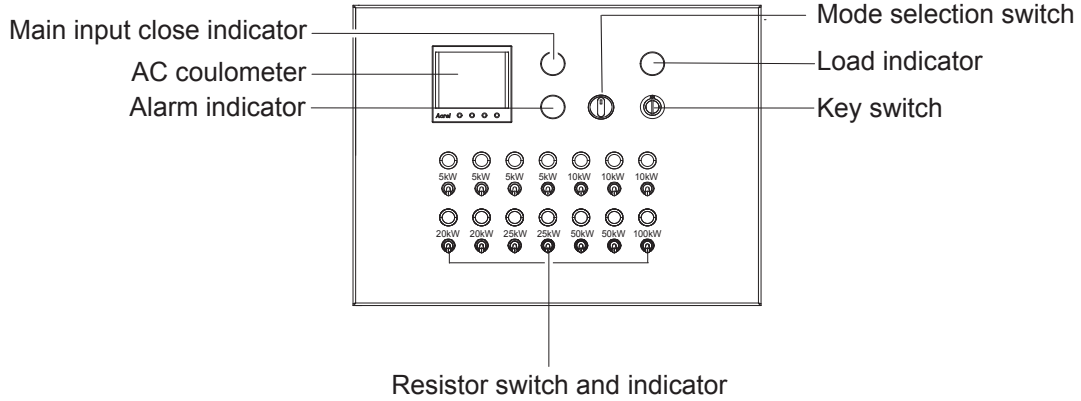 Main input close indicator
Mode selection switch
AC coulometer
Load indicator
Alarm indicator
Key switch
Acrel
5kW 5kW 5kW 5kW 10kW 10kW 10kW
20kW 20kW 25kW 25kW 50kW 50kW 100kW
Resistor switch and indicator